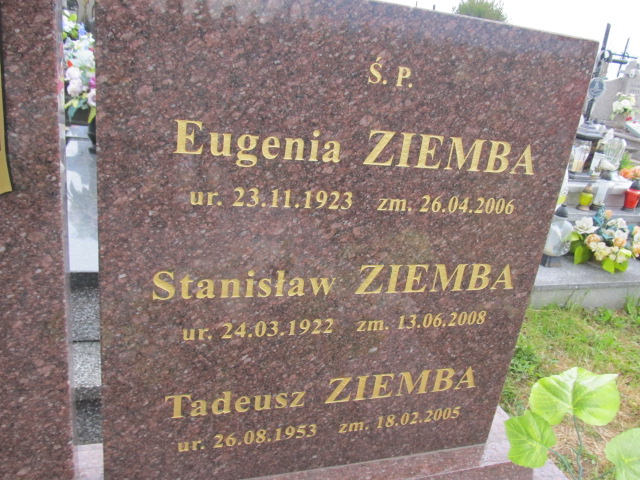 Ś. P.
Eugenia ZIEMBA
ur. 23.11.1923 zm. 26.04.2006
Stanisław ZIEMBA
ur. 24.03.1922 zm. 13.06.2008
Tadeusz ZIEMBA
ur. 26.08.1953 zm. 18.02.2005